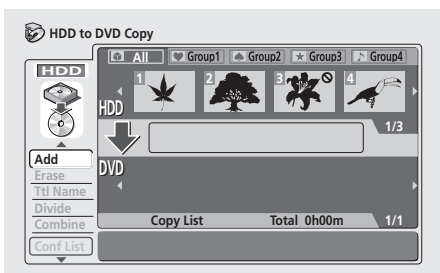 HDD to DVD Copy
All Group1 Group2 Group3 Group4
HDD
1 2 3 4
HDD
1/3
Add
DVD
Erase
Ttl Name
Divide
Combine
Copy List Total 0h00m 1/1
Conf List